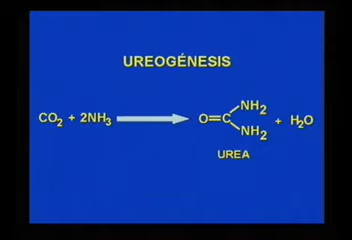 UREOGÉNESIS
CO2 + 2NH3 O=C NH2 NH2 + H2O
UREA